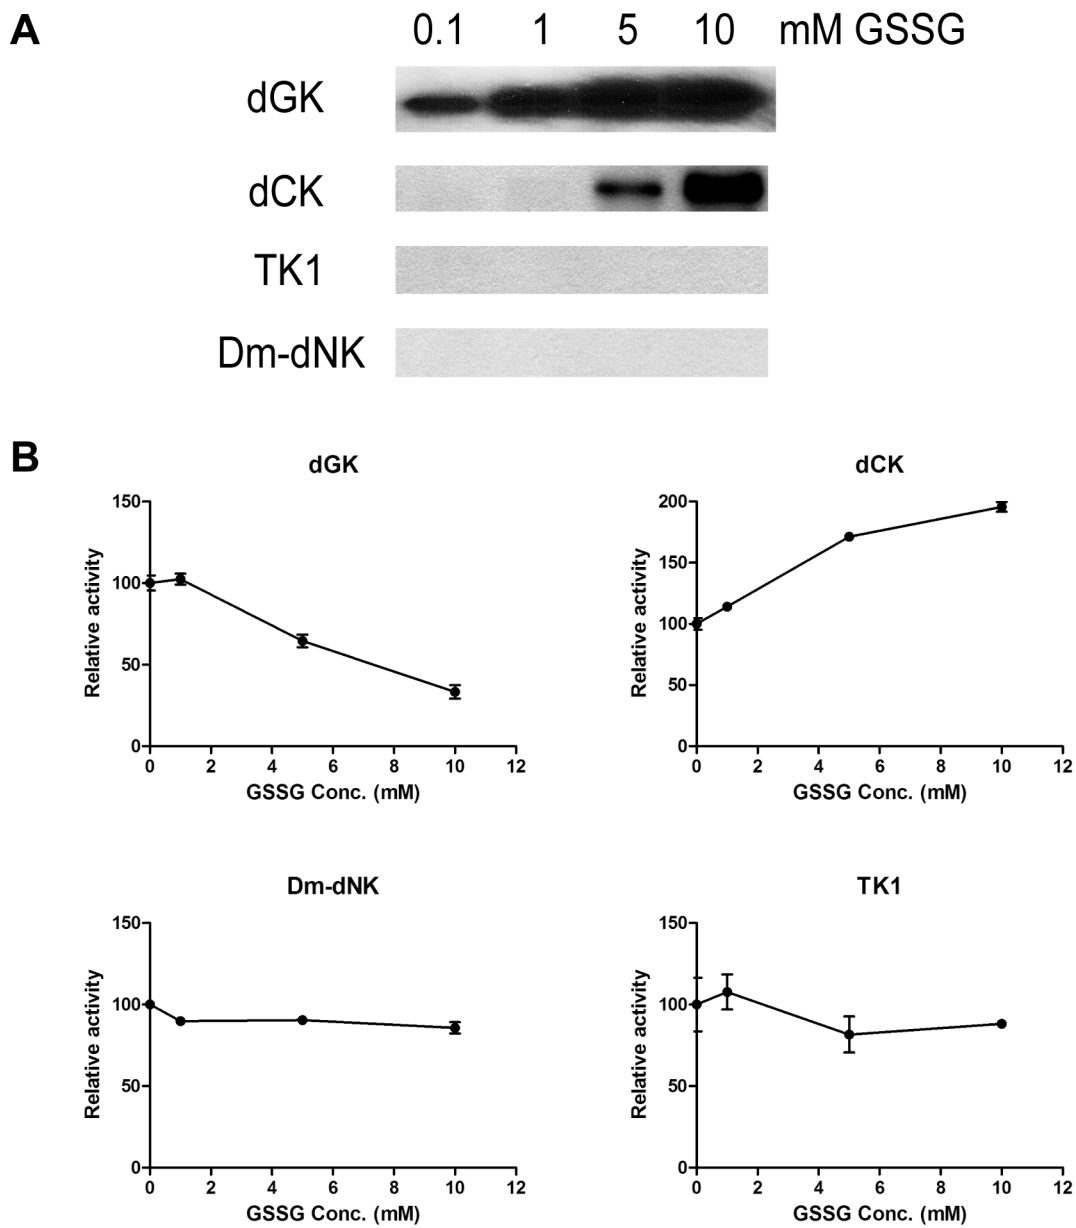 A
0.1 1 5 10 mM GSSG
dGK
dCK
TK1
Dm-dNK
B
dGK
150
100
50
0
Relative activity
0 2 4 6 8 10 12
GSSG Conc. (mM)
dCK
200
150
100
50
0
Relative activity
0 2 4 6 8 10 12
GSSG Conc. (mM)
Dm-dNK
150
100
50
0
Relative activity
0 2 4 6 8 10 12
GSSG Conc. (mM)
TK1
150
100
50
0
Relative activity
0 2 4 6 8 10 12
GSSG Conc. (mM)